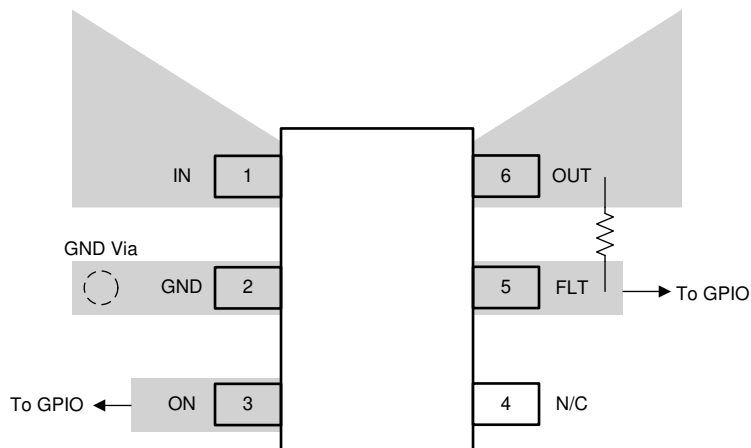 IN 1 6 OUT
GND Via
GND 2 5 FLT
To GPIO
To GPIO ON 3 4 N/C